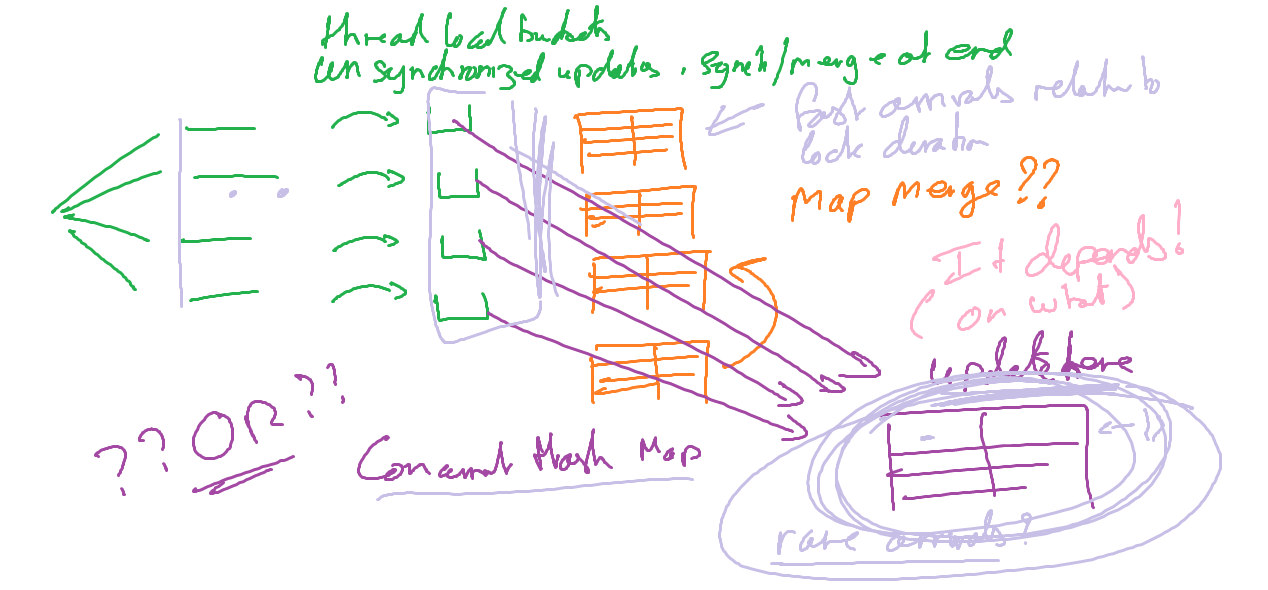 thread local buckets
unsynchronized updates, synch/merge at end
fast arrivals relative to
lock duration
Map Merge??
It depends!
(on what)
update here
?? OR ??
Concurrent Hash Map
rare arrivals?